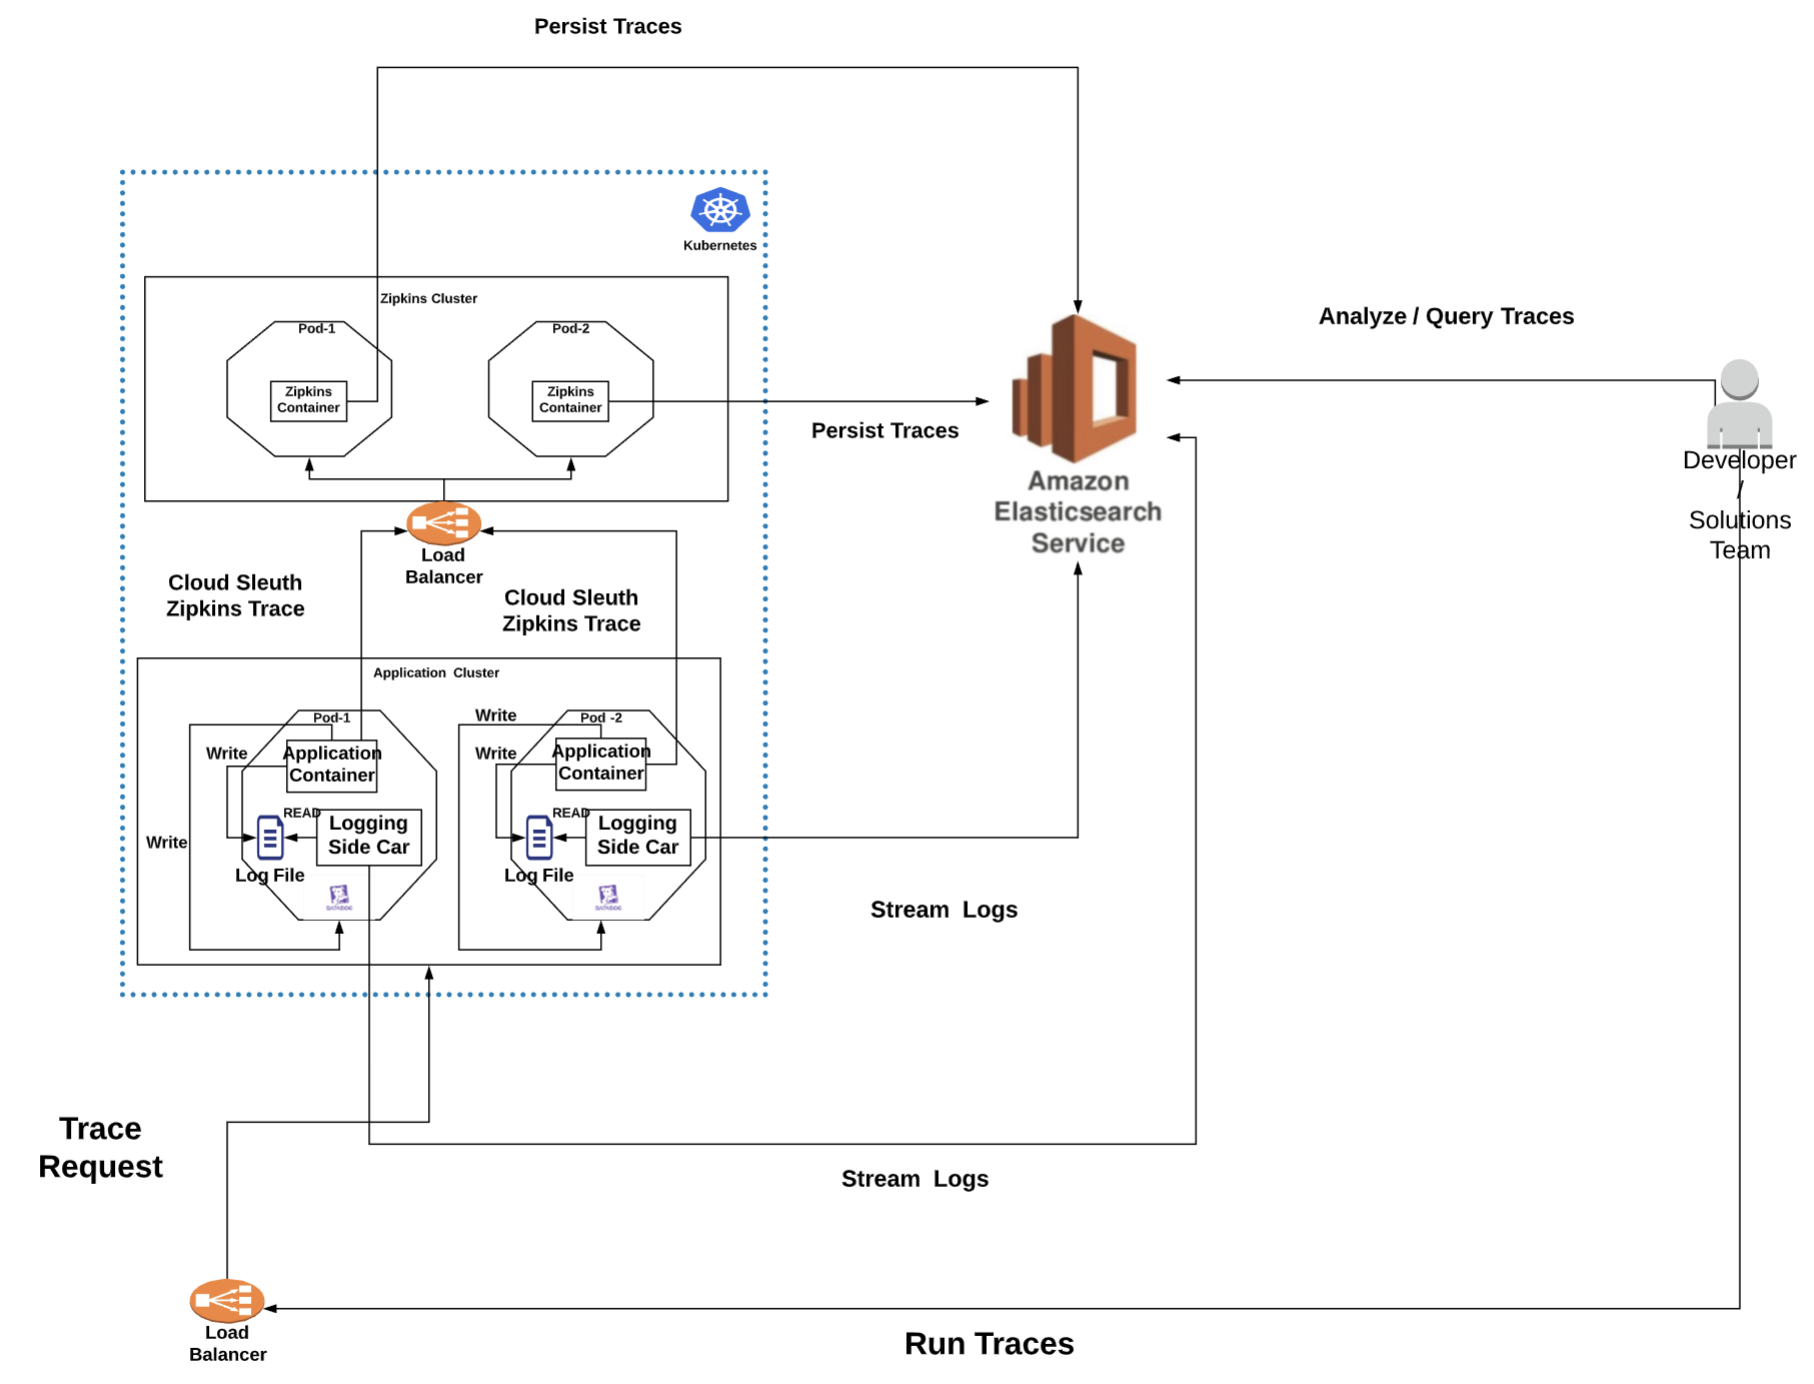 Persist Traces
Kubernetes
Zipkins Cluster
Pod-1
Pod-2
Zipkins
Container
Zipkins
Container
Persist Traces
Analyze / Query Traces
Amazon
Elasticsearch
Service
Developer
/
Solutions
Team
Load
Balancer
Cloud Sleuth
Zipkins Trace
Cloud Sleuth
Zipkins Trace
Application Cluster
Pod-1
Write
Application
Container
READ
Logging
Side Car
Write
Log File
DATADOG
Write
Pod -2
Write
Application
Container
READ
Logging
Side Car
Log File
DATADOG
Stream Logs
Trace
Request
Stream Logs
Load
Balancer
Run Traces